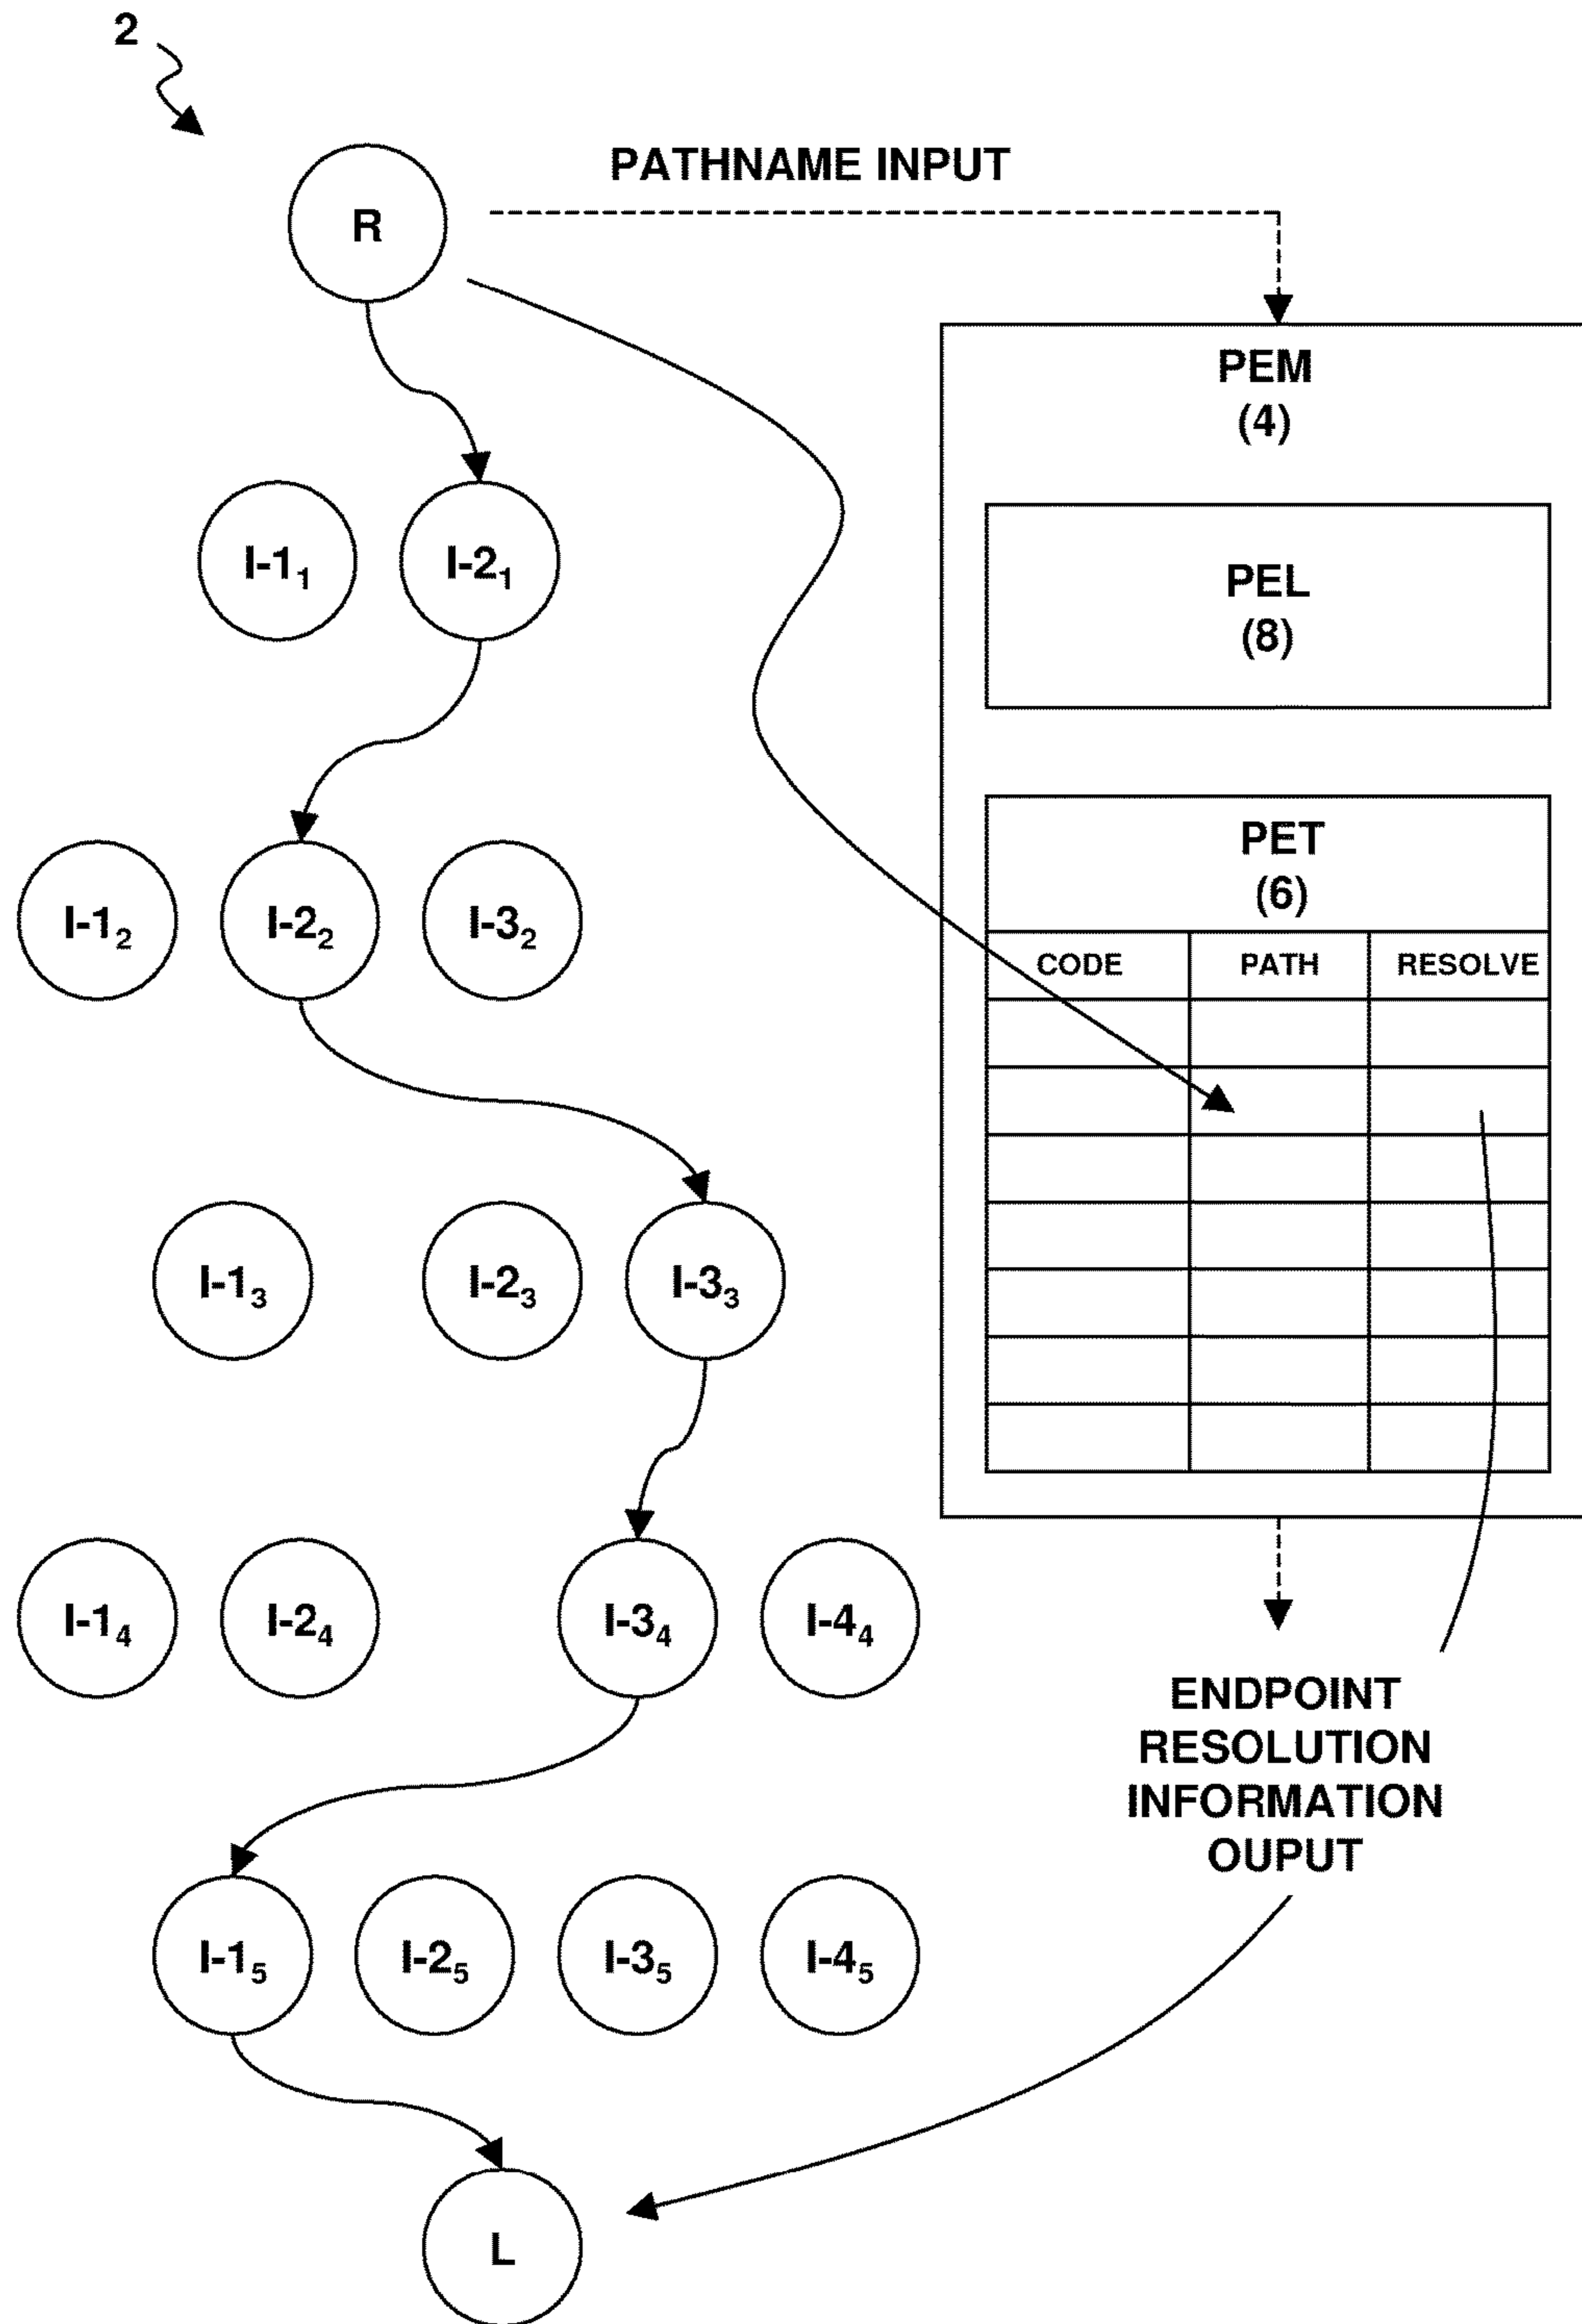 2
PATHNAME INPUT
R
PEM
(4)
I-1₁ I-2₁
PEL
(8)
PET
(6)
I-1₂ I-2₂ I-3₂
CODE PATH RESOLVE
I-1₃ I-2₃ I-3₃
I-1₄ I-2₄ I-3₄ I-4₄
ENDPOINT
RESOLUTION
INFORMATION
OUPUT
I-1₅ I-2₅ I-3₅ I-4₅
L